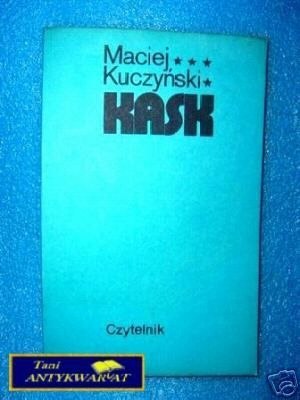 Maciej ★★★
Kuczyński ★
KASK
Czytelnik
Tani
ANTYKWARIAT